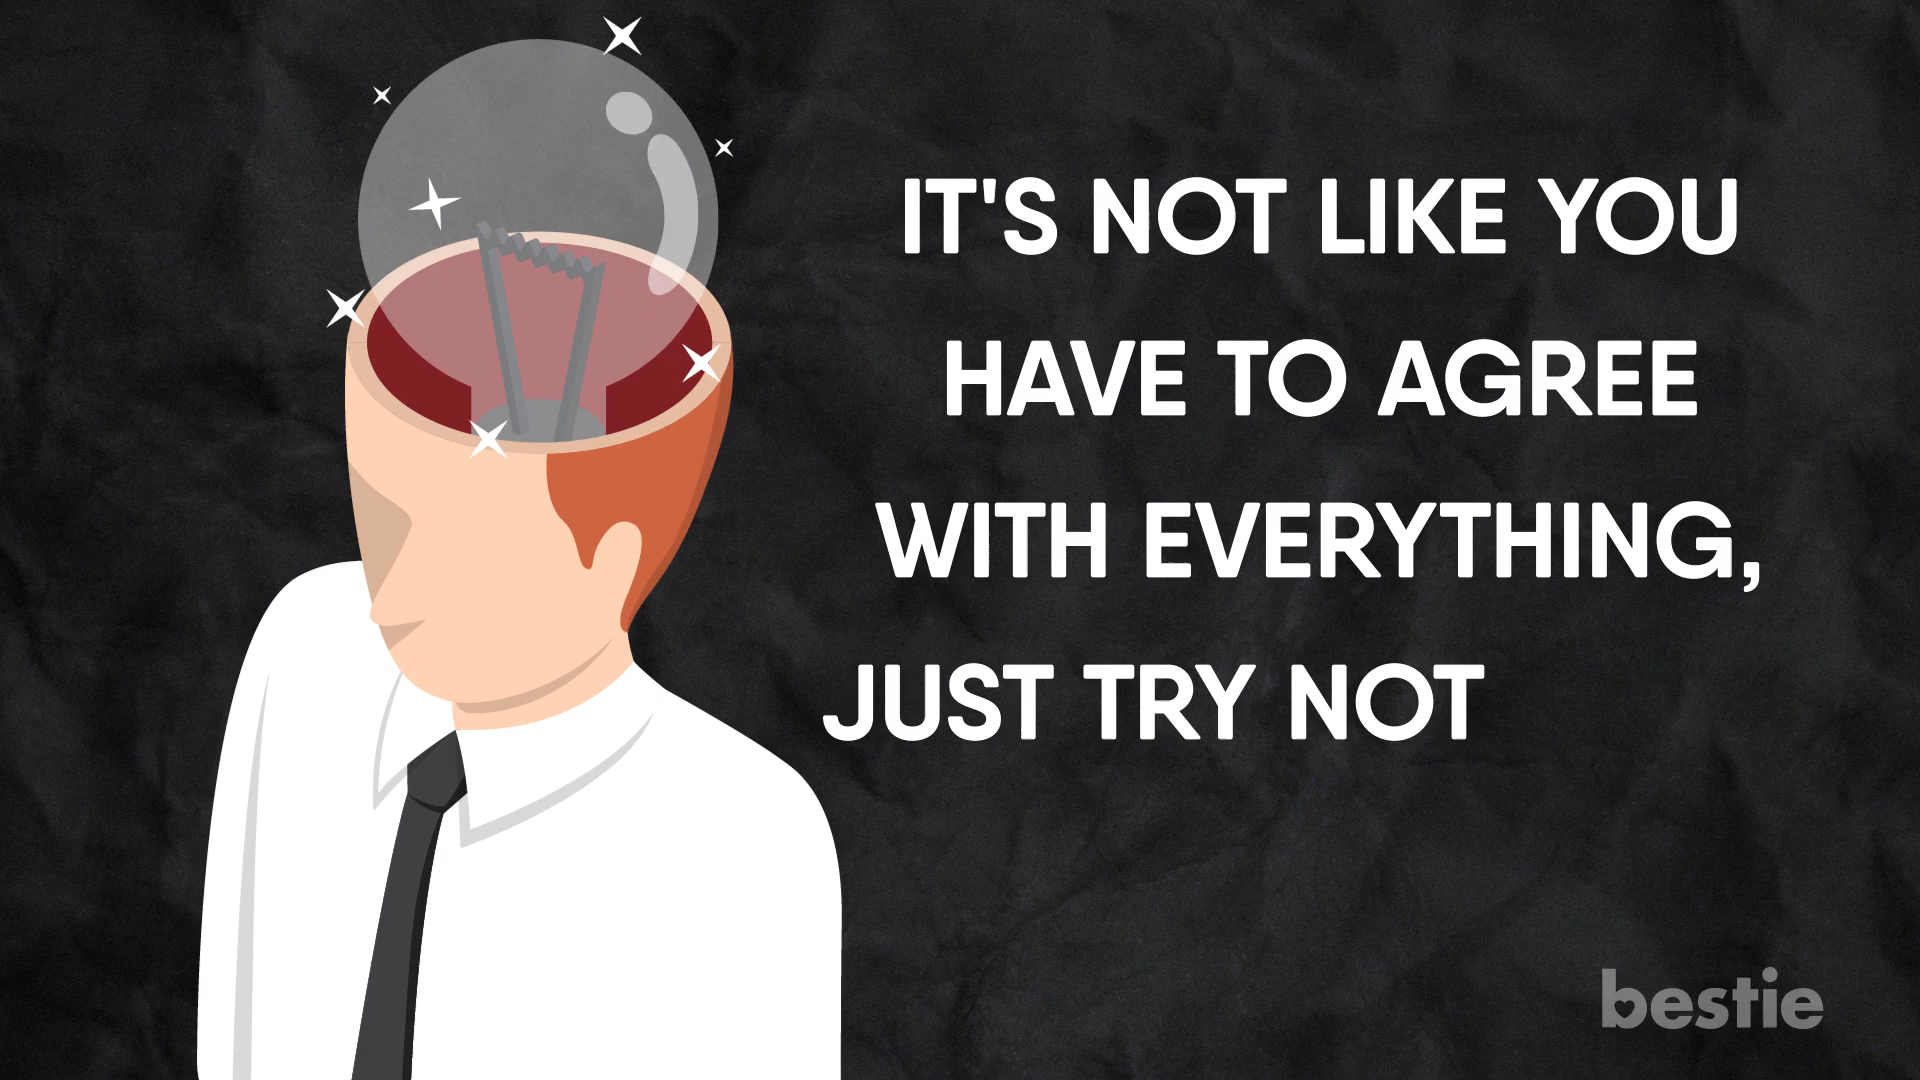 IT'S NOT LIKE YOU
HAVE TO AGREE
WITH EVERYTHING,
JUST TRY NOT
bestie